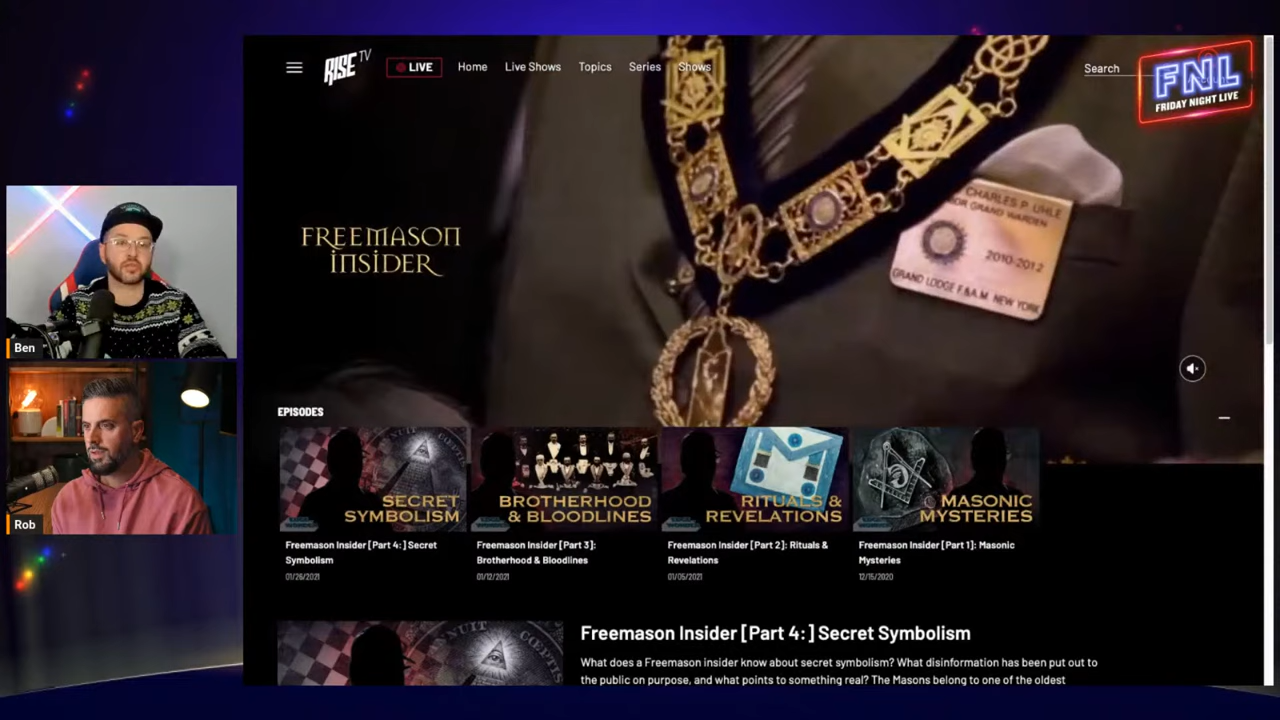 RISE TV
LIVE
Home
Live Shows
Topics
Series
Shows
Search
FNL
FRIDAY NIGHT LIVE
FREEMASON
INSIDER
CHARLES P. UHLE
GRAND WARDEN
2010-2012
GRAND LODGE F.&A.M. NEW YORK
Ben
Rob
EPISODES
SECRET
SYMBOLISM
BROTHERHOOD
& BLOODLINES
RITUALS &
REVELATIONS
MASONIC
MYSTERIES
Freemason Insider [Part 4:] Secret
Symbolism
01/26/2021
Freemason Insider [Part 3]:
Brotherhood & Bloodlines
01/12/2021
Freemason Insider [Part 2]: Rituals &
Revelations
01/05/2021
Freemason Insider [Part 1]: Masonic
Mysteries
12/15/2020
Freemason Insider [Part 4:] Secret Symbolism
What does a Freemason insider know about secret symbolism? What disinformation has been put out to
the public on purpose, and what points to something real? The Masons belong to one of the oldest